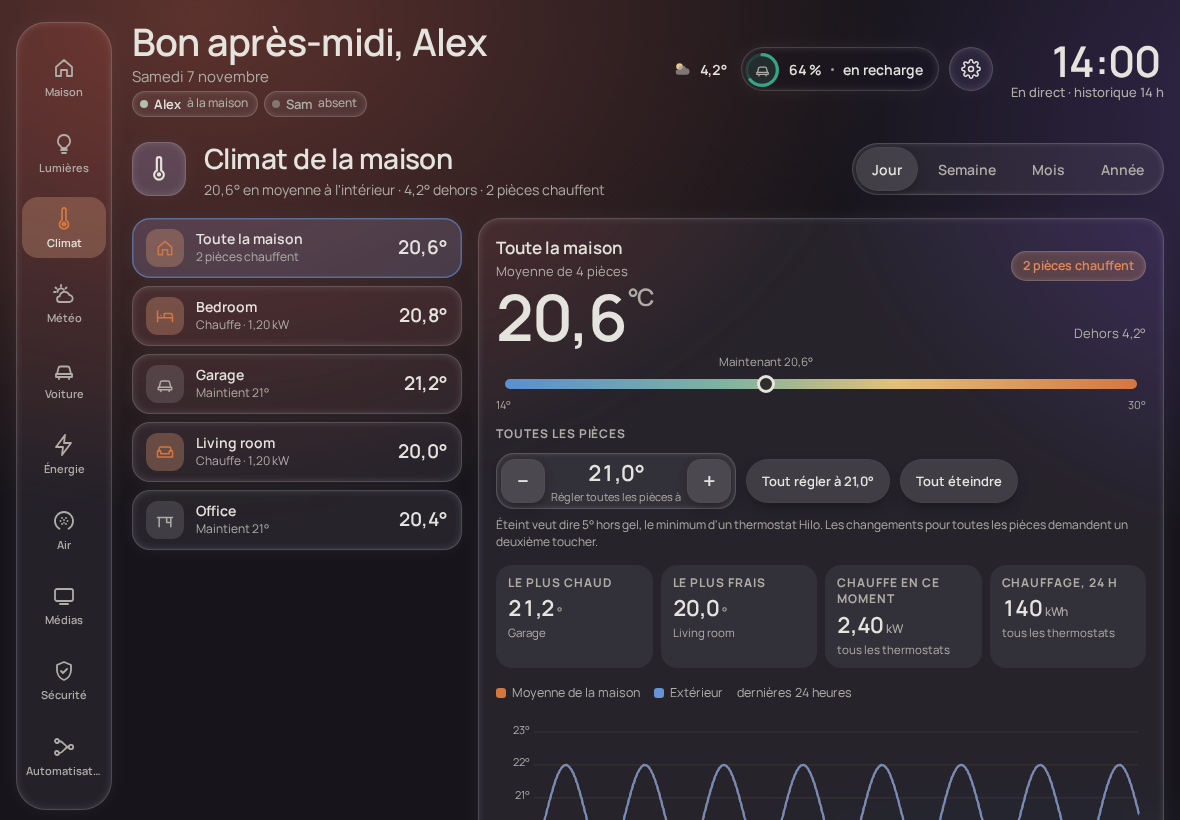 Bon après-midi, Alex
Samedi 7 novembre
Alex à la maison
Sam absent
4,2°
64 % · en recharge
14:00
En direct · historique 14 h
Maison
Lumières
Climat
Météo
Voiture
Énergie
Air
Médias
Sécurité
Automatisat…
Climat de la maison
20,6° en moyenne à l'intérieur · 4,2° dehors · 2 pièces chauffent
Jour
Semaine
Mois
Année
Toute la maison
2 pièces chauffent
20,6°
Bedroom
Chauffe · 1,20 kW
20,8°
Garage
Maintient 21°
21,2°
Living room
Chauffe · 1,20 kW
20,0°
Office
Maintient 21°
20,4°
Toute la maison
Moyenne de 4 pièces
20,6 °C
2 pièces chauffent
Dehors 4,2°
Maintenant 20,6°
14°
30°
TOUTES LES PIÈCES
−
21,0°
Régler toutes les pièces à
+
Tout régler à 21,0°
Tout éteindre
Éteint veut dire 5° hors gel, le minimum d'un thermostat Hilo. Les changements pour toutes les pièces demandent un
deuxième toucher.
LE PLUS CHAUD
21,2 °
Garage
LE PLUS FRAIS
20,0 °
Living room
CHAUFFE EN CE
MOMENT
2,40 kW
tous les thermostats
CHAUFFAGE, 24 H
140 kWh
tous les thermostats
Moyenne de la maison
Extérieur
dernières 24 heures
23°
22°
21°